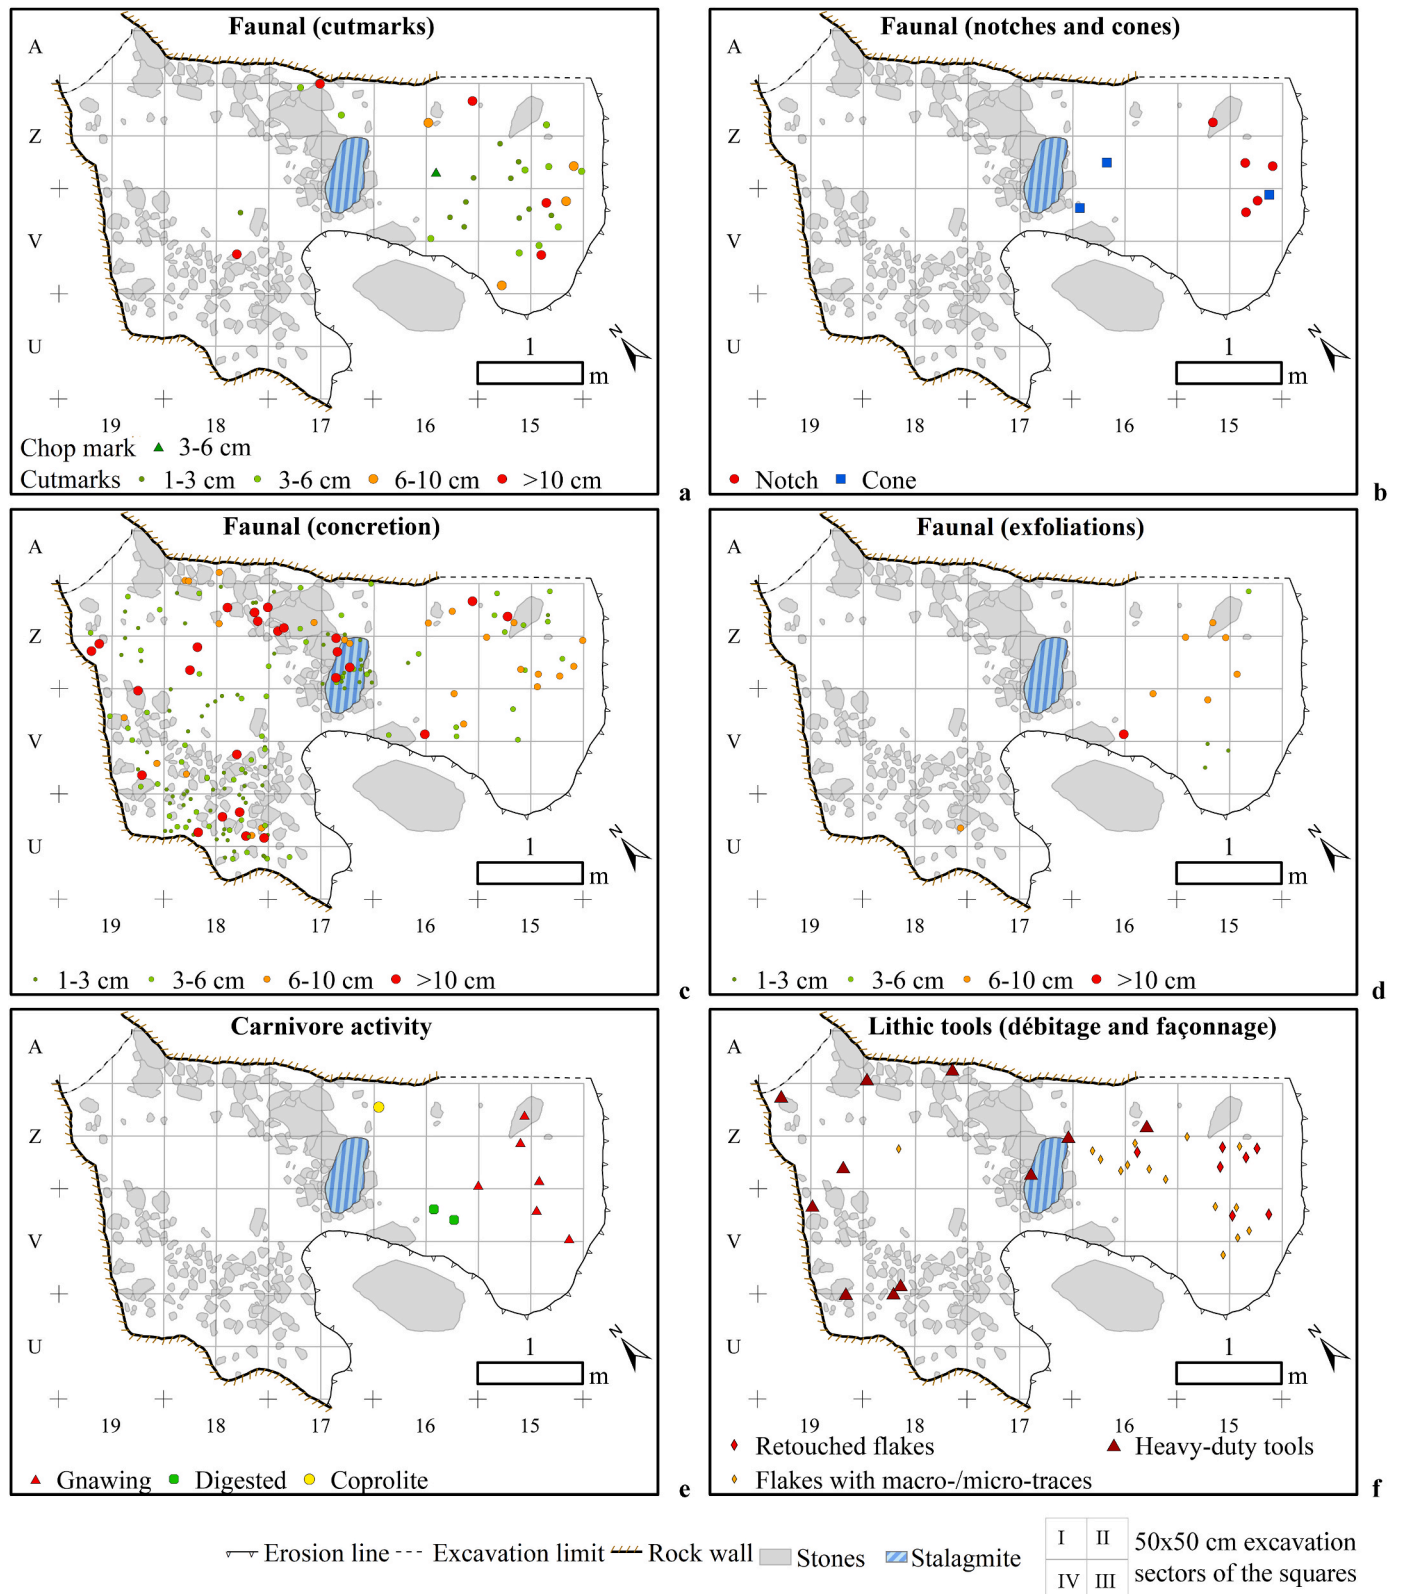 Faunal (cutmarks)
A
Z
V
U
N
1
m
19 18 17 16 15
Chop mark 3-6 cm
Cutmarks 1-3 cm 3-6 cm 6-10 cm >10 cm
a
Faunal (notches and cones)
A
Z
V
U
N
1
m
19 18 17 16 15
Notch Cone
b
Faunal (concretion)
A
Z
V
U
N
1
m
19 18 17 16 15
1-3 cm 3-6 cm 6-10 cm >10 cm
c
Faunal (exfoliations)
A
Z
V
U
N
1
m
19 18 17 16 15
1-3 cm 3-6 cm 6-10 cm >10 cm
d
Carnivore activity
A
Z
V
U
N
1
m
19 18 17 16 15
Gnawing Digested Coprolite
e
Lithic tools (débitage and façonnage)
A
Z
V
U
N
1
m
19 18 17 16 15
Retouched flakes Heavy-duty tools
Flakes with macro-/micro-traces
f
Erosion line Excavation limit Rock wall Stones Stalagmite
I II
IV III
50x50 cm excavation
sectors of the squares